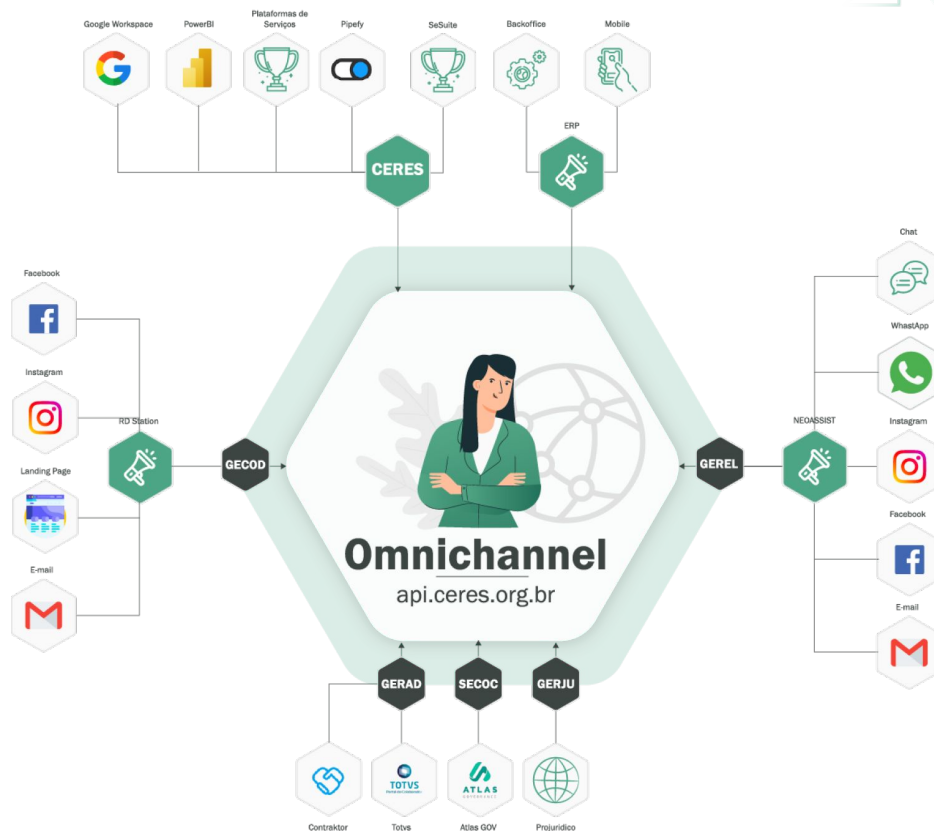 Google Workspace
PowerBI
Plataformas de
Serviços
Pipefy
SeSuite
Backoffice
Mobile
CERES
ERP
Facebook
Instagram
RD Station
Landing Page
E-mail
GECOD
Chat
WhastApp
NEOASSIST
Instagram
Facebook
E-mail
GEREL
Omnichannel
api.ceres.org.br
GERAD
SECOC
GERJU
TOTVS
ATLAS
GOVERNANCE
Contraktor
Totvs
Atlas GOV
Projuridico